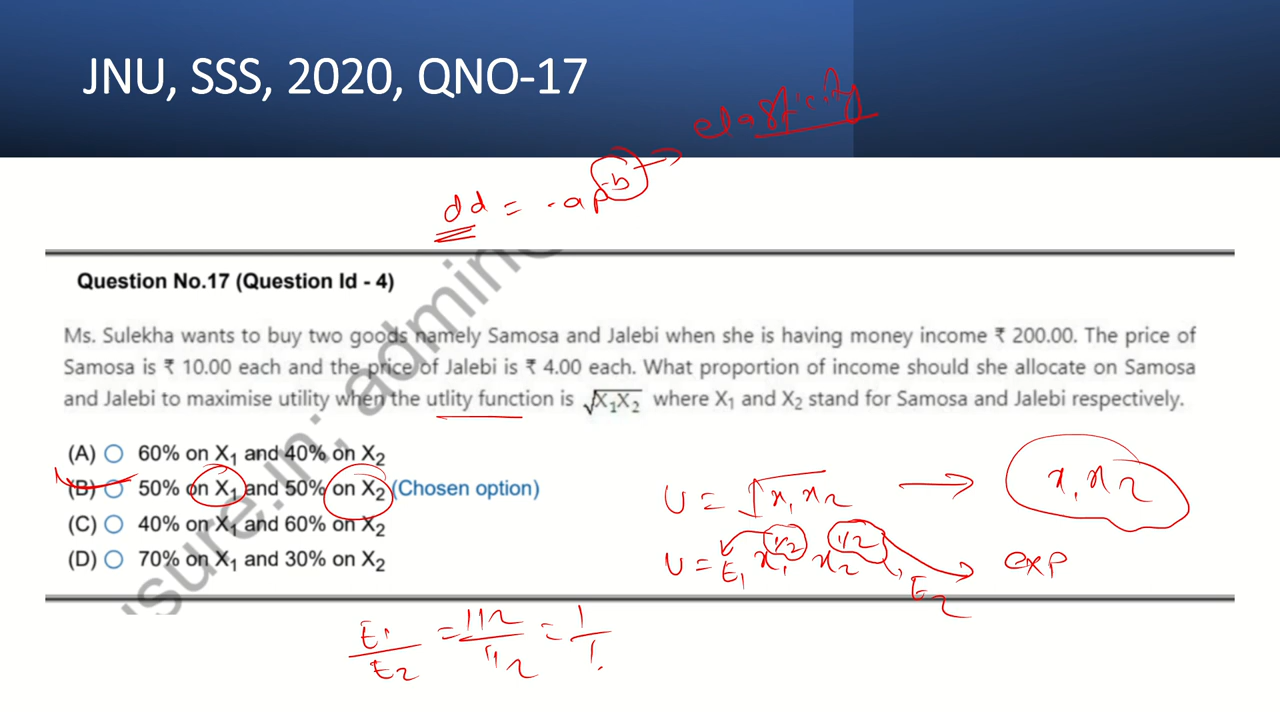 JNU, SSS, 2020, QNO-17
elasticity
dd = -ap^-b
Question No.17 (Question Id - 4)
Ms. Sulekha wants to buy two goods namely Samosa and Jalebi when she is having money income ₹ 200.00. The price of
Samosa is ₹ 10.00 each and the price of Jalebi is ₹ 4.00 each. What proportion of income should she allocate on Samosa
and Jalebi to maximise utility when the utlity function is √X₁X₂ where X₁ and X₂ stand for Samosa and Jalebi respectively.
(A) 60% on X₁ and 40% on X₂
(B) 50% on X₁ and 50% on X₂ (Chosen option)
(C) 40% on X₁ and 60% on X₂
(D) 70% on X₁ and 30% on X₂
U = √x₁x₂ → x₁x₂
U = x₁^1/2 x₂^1/2 → exp
E₁ E₂
E₁/E₂ = 1/2 / 1/2 = 1/1
sure.in; admin